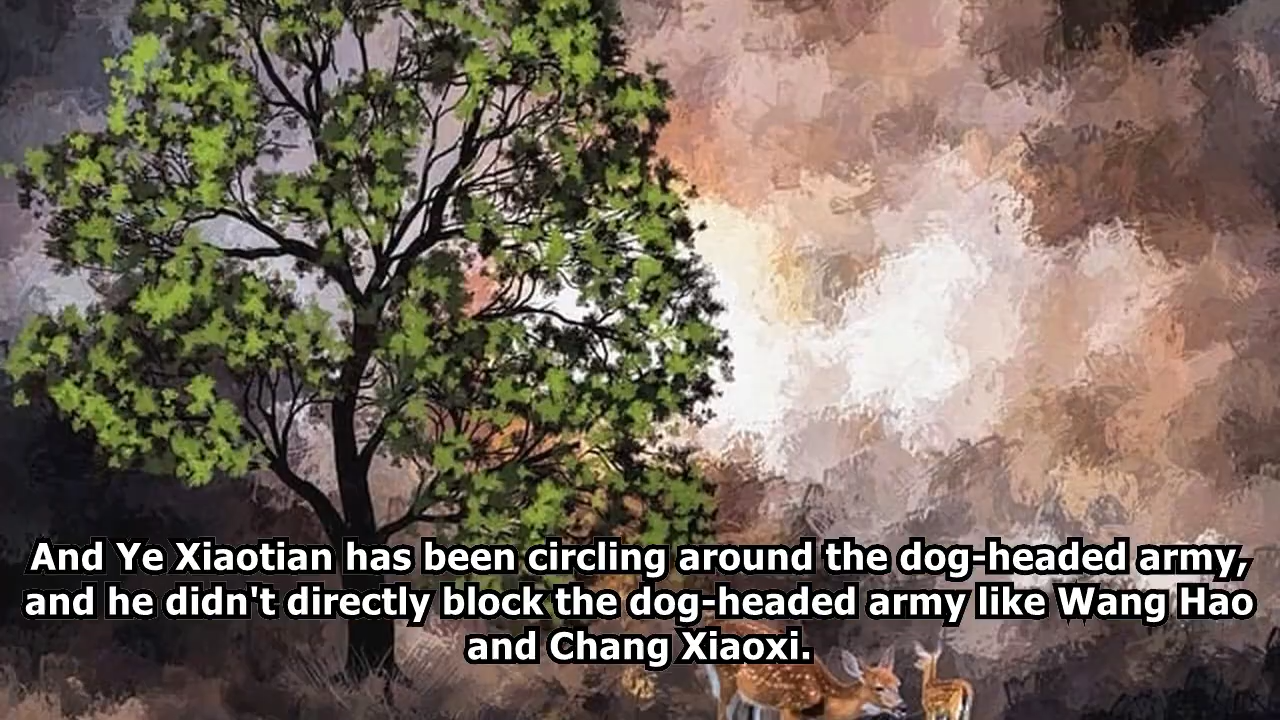 And Ye Xiaotian has been circling around the dog-headed army,
and he didn't directly block the dog-headed army like Wang Hao
and Chang Xiaoxi.